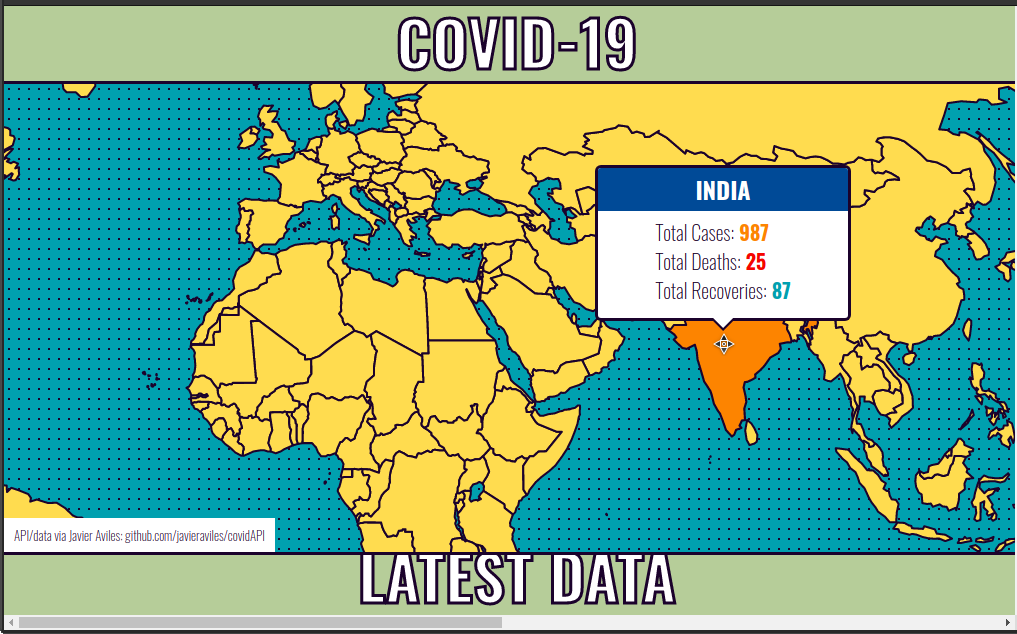 COVID-19
INDIA
Total Cases: 987
Total Deaths: 25
Total Recoveries: 87
API/data via Javier Aviles: github.com/javieraviles/covidAPI
LATEST DATA